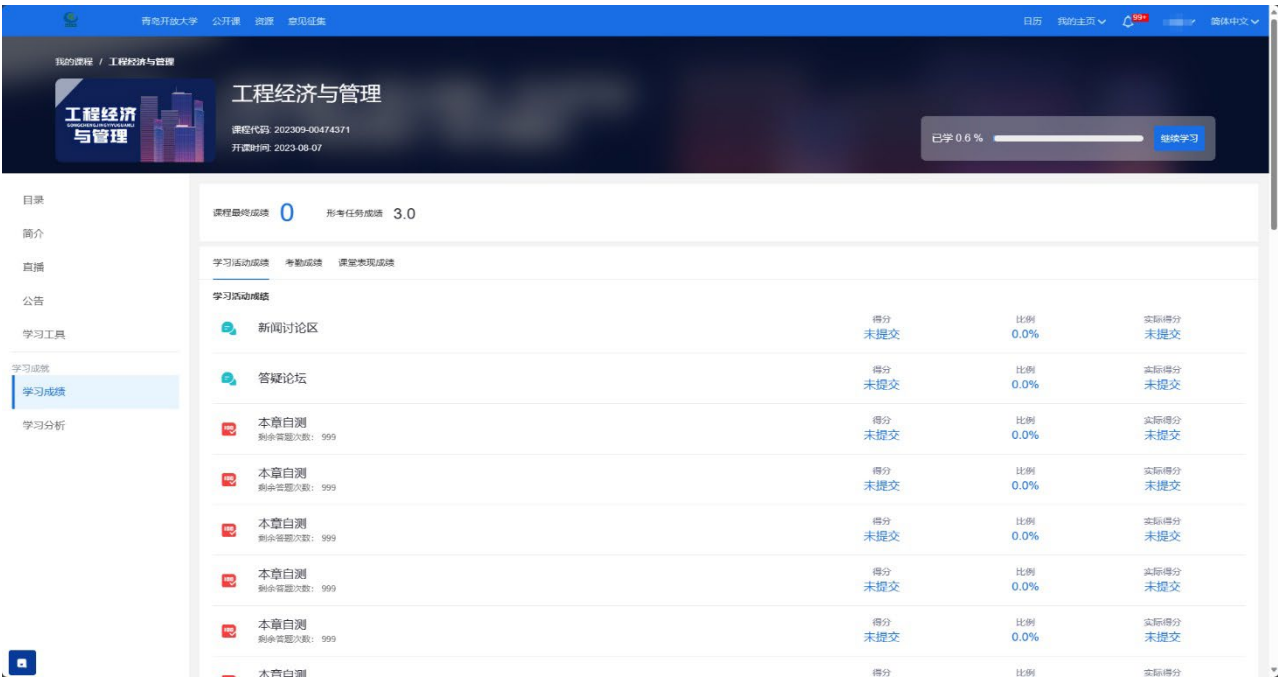 青岛开放大学 公开课 资源 意见征集 日历 我的主页 99+ 简体中文
我的课程 / 工程经济与管理
工程经济
GONGCHENGJINGJIYUGUANLI
与管理
工程经济与管理
课程代码: 202309-00474371
开课时间: 2023-08-07
已学 0.6 % 继续学习
目录
简介
直播
公告
学习工具
学习成就
学习成绩
学习分析
课程最终成绩 0 形考任务成绩 3.0
学习活动成绩 考勤成绩 课堂表现成绩
学习活动成绩
新闻讨论区
得分 比例 实际得分
未提交 0.0% 未提交
答疑论坛
得分 比例 实际得分
未提交 0.0% 未提交
本章自测
剩余答题次数: 999
得分 比例 实际得分
未提交 0.0% 未提交
本章自测
剩余答题次数: 999
得分 比例 实际得分
未提交 0.0% 未提交
本章自测
剩余答题次数: 999
得分 比例 实际得分
未提交 0.0% 未提交
本章自测
剩余答题次数: 999
得分 比例 实际得分
未提交 0.0% 未提交
本章自测
剩余答题次数: 999
得分 比例 实际得分
未提交 0.0% 未提交
本章自测
得分 比例 实际得分